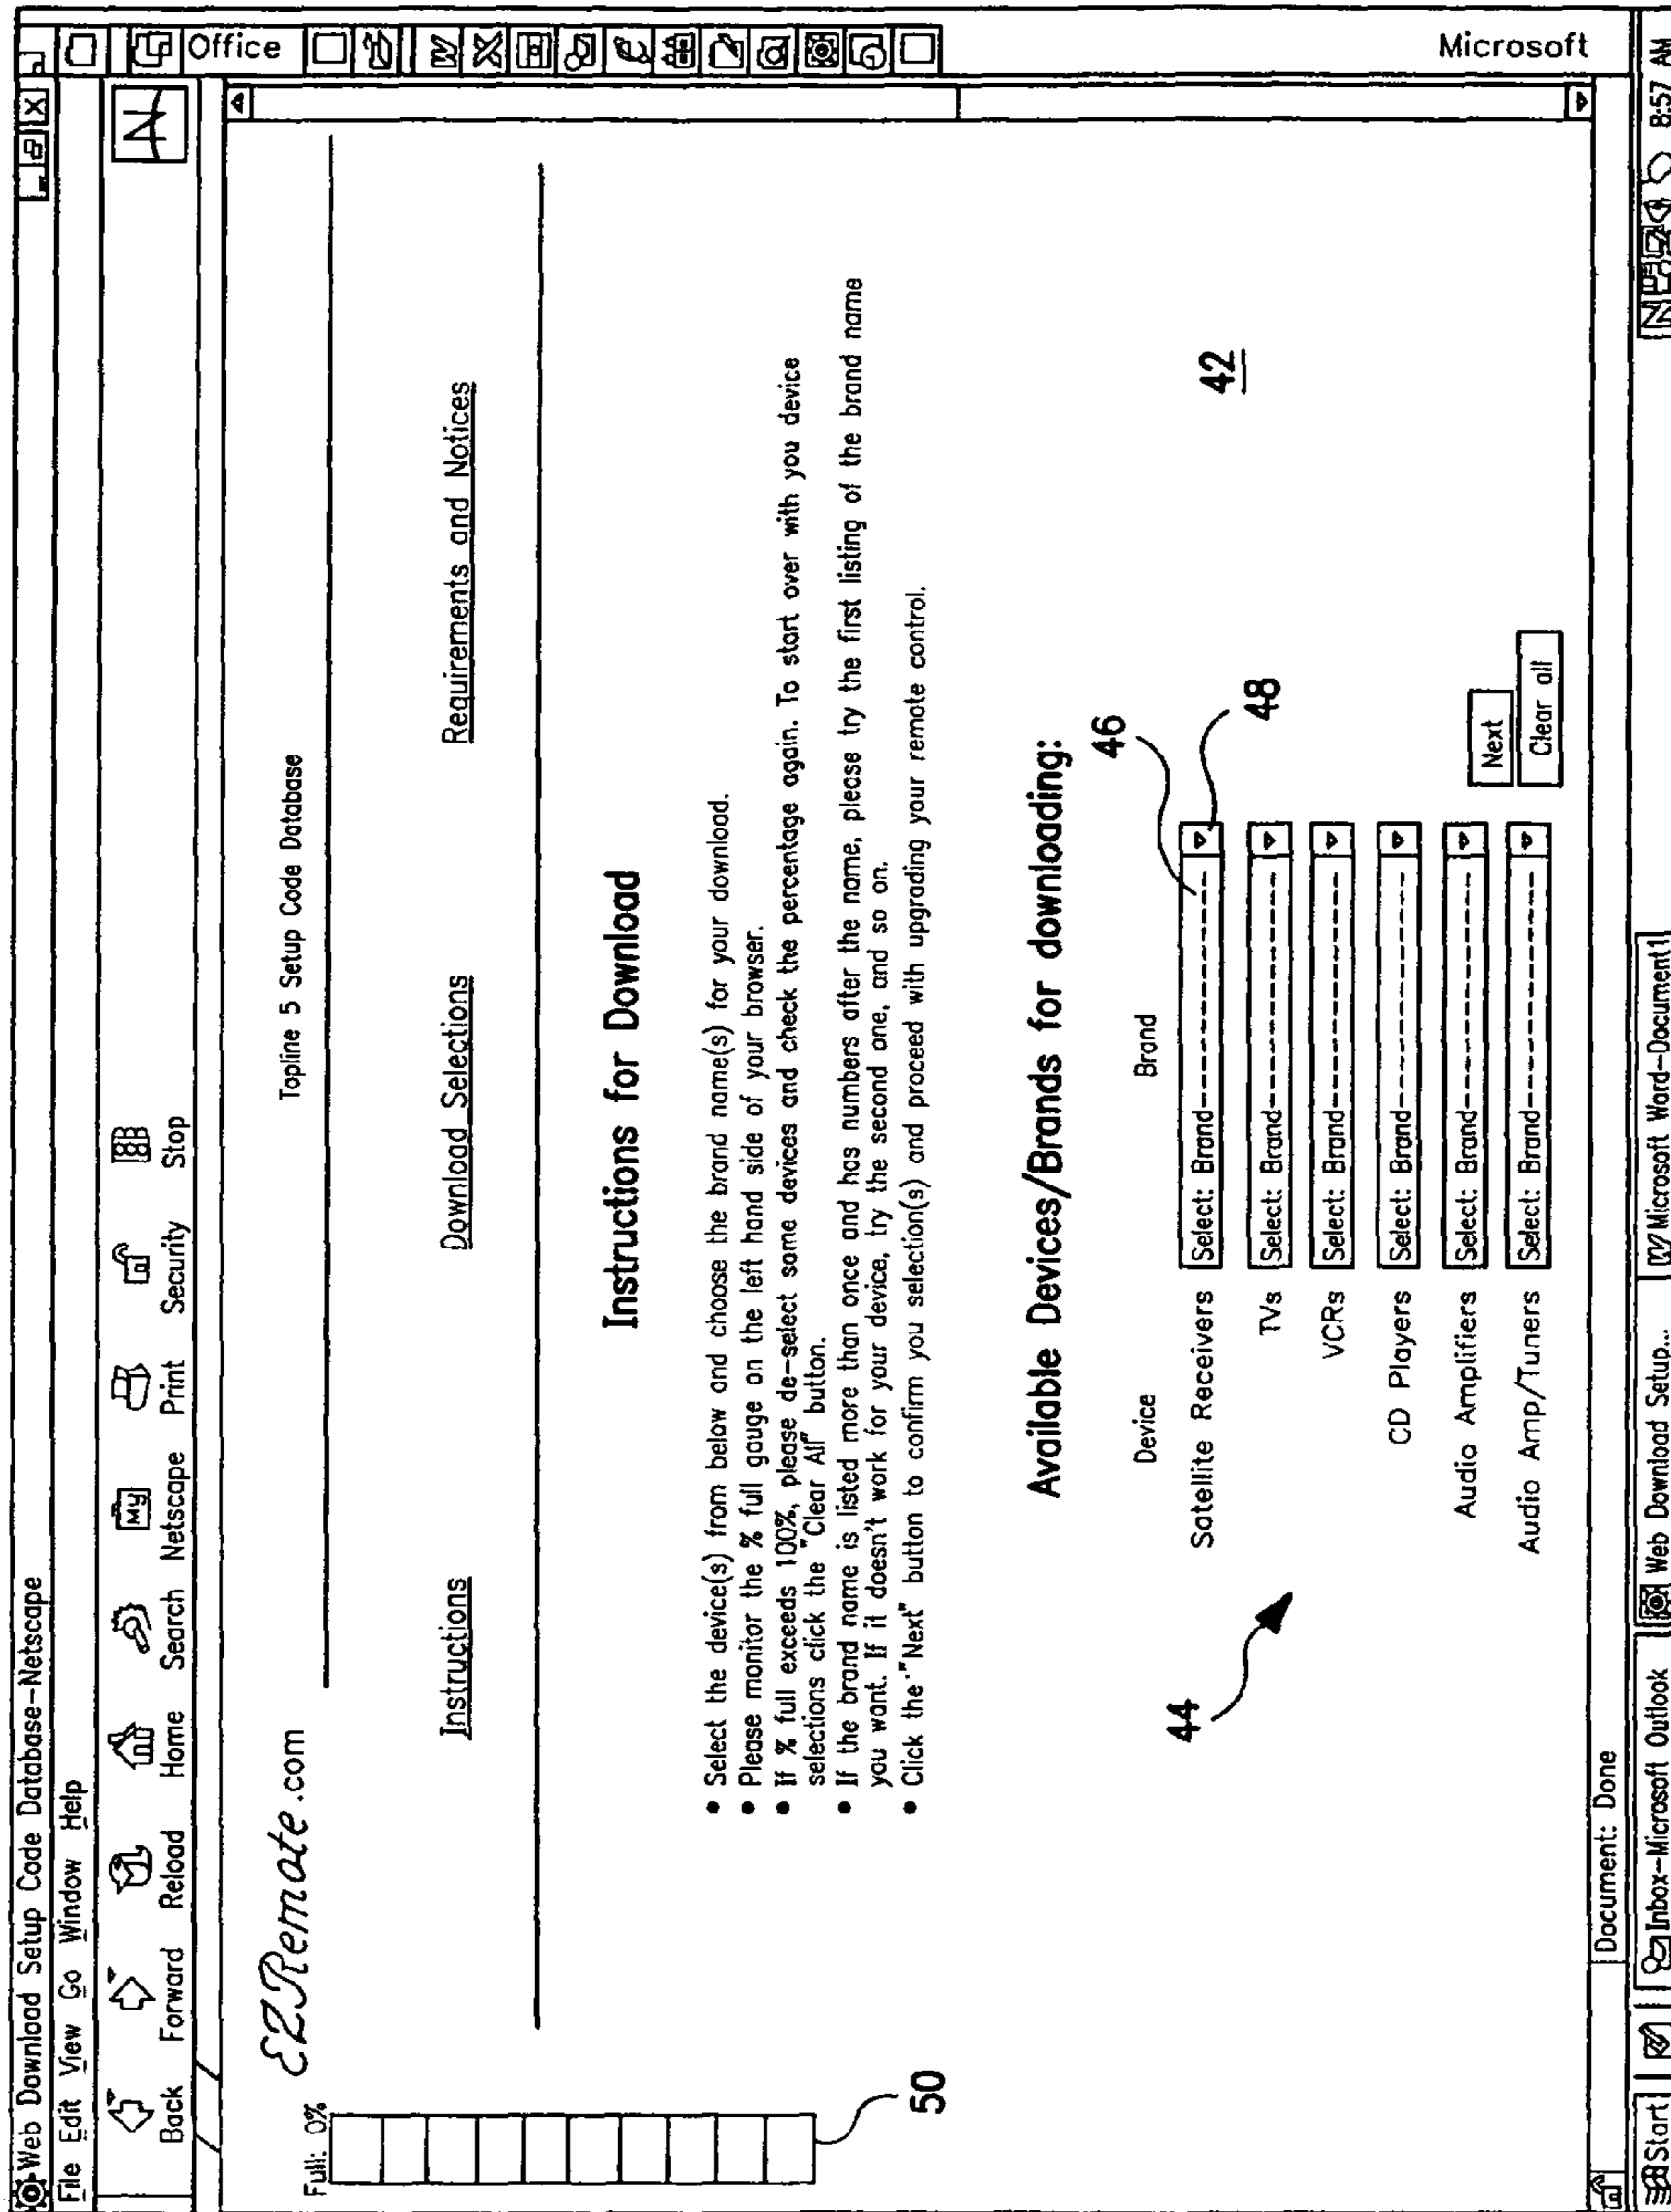 Web Download Setup Code Database-Netscape
File Edit View Go Window Help
Back Forward Reload Home Search Netscape Print Security Stop
My
N
Office
Microsoft
EZRemote.com
Topline 5 Setup Code Database
Full: 0%
Instructions Download Selections Requirements and Notices
Instructions for Download
• Select the device(s) from below and choose the brand name(s) for your download.
• Please monitor the % full gauge on the left hand side of your browser.
• If % full exceeds 100%, please de-select some devices and check the percentage again. To start over with you device
selections click the "Clear All" button.
• If the brand name is listed more than once and has numbers after the name, please try the first listing of the brand name
you want. If it doesn't work for your device, try the second one, and so on.
• Click the "Next" button to confirm you selection(s) and proceed with upgrading your remote control.
50
Available Devices/Brands for downloading:
Device Brand
46
42
44
48
Satellite Receivers Select: Brand--------------------
TVs Select: Brand--------------------
VCRs Select: Brand--------------------
CD Players Select: Brand--------------------
Audio Amplifiers Select: Brand--------------------
Audio Amp/Tuners Select: Brand--------------------
Next
Clear all
Document: Done
Start Inbox-Microsoft Outlook Web Download Setup... W Microsoft Word-Document1 8:57 AM